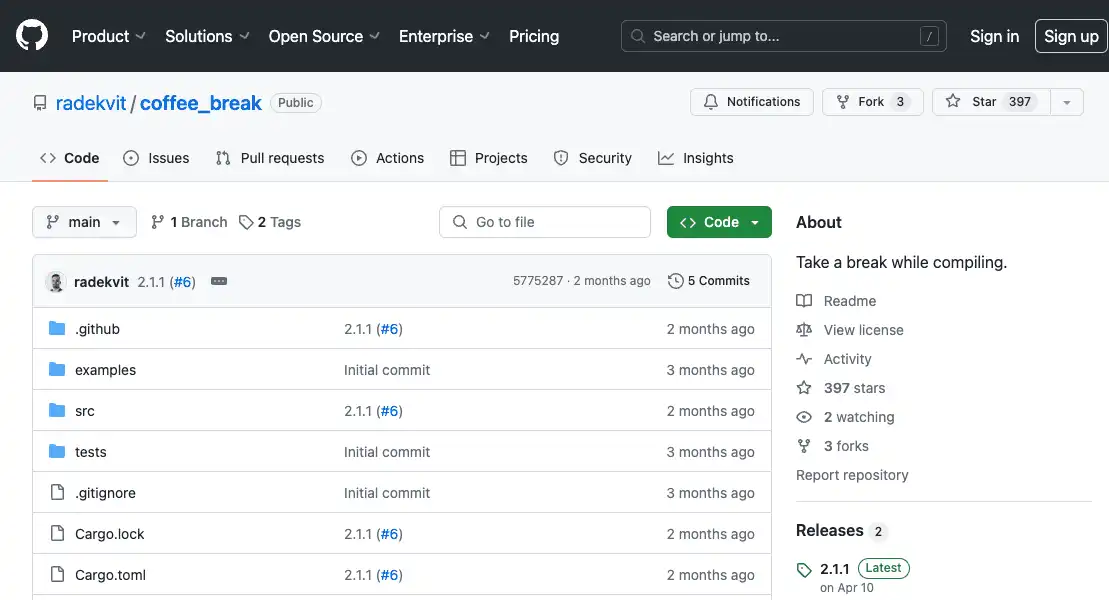 Product Solutions Open Source Enterprise Pricing Search or jump to... / Sign in Sign up
radekvit / coffee_break Public Notifications Fork 3 Star 397
Code Issues Pull requests Actions Projects Security Insights
main 1 Branch 2 Tags Go to file Code
radekvit 2.1.1 (#6) 5775287 · 2 months ago 5 Commits
.github 2.1.1 (#6) 2 months ago
examples Initial commit 3 months ago
src 2.1.1 (#6) 2 months ago
tests Initial commit 3 months ago
.gitignore Initial commit 3 months ago
Cargo.lock 2.1.1 (#6) 2 months ago
Cargo.toml 2.1.1 (#6) 2 months ago
About
Take a break while compiling.
Readme
View license
Activity
397 stars
2 watching
3 forks
Report repository
Releases 2
2.1.1 Latest
on Apr 10